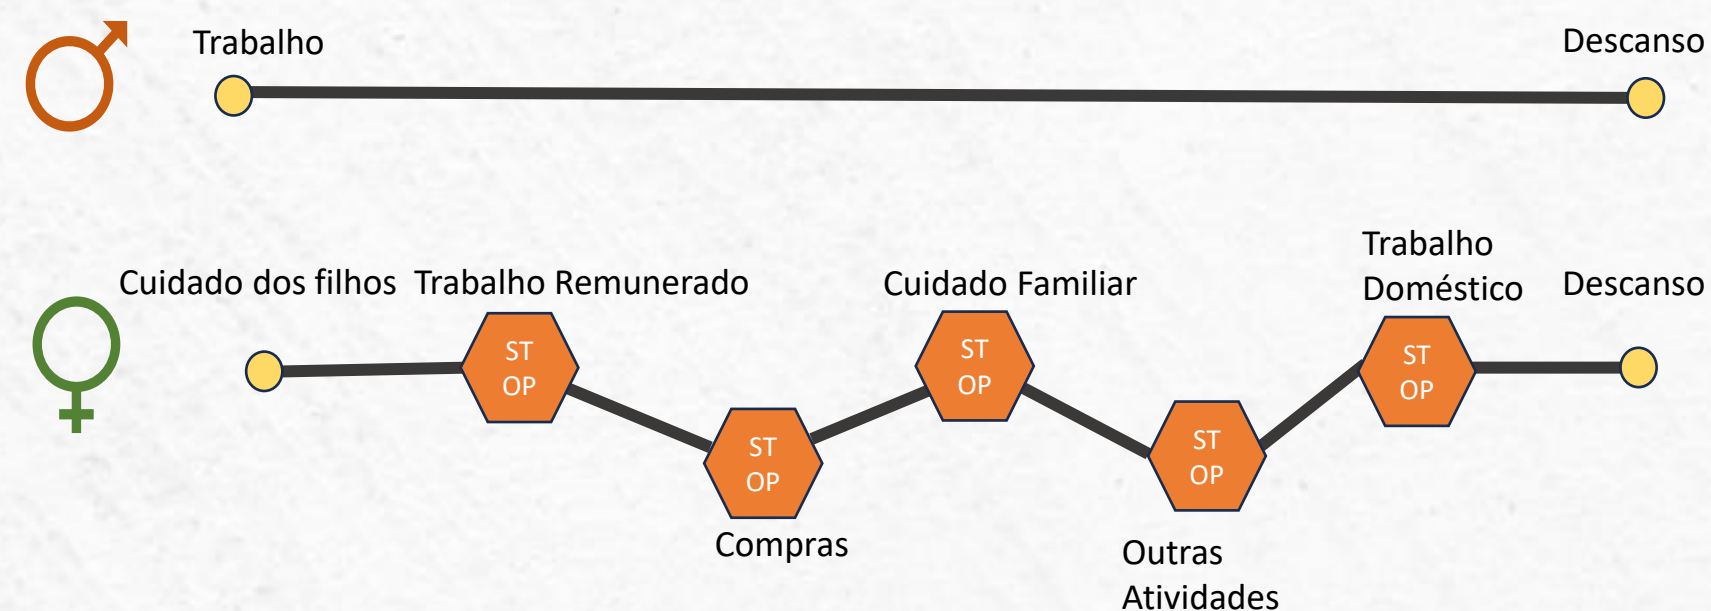 Trabalho
Descanso
Cuidado dos filhos
Trabalho Remunerado
Cuidado Familiar
Trabalho
Doméstico
Descanso
ST
OP
ST
OP
ST
OP
ST
OP
ST
OP
Compras
Outras
Atividades